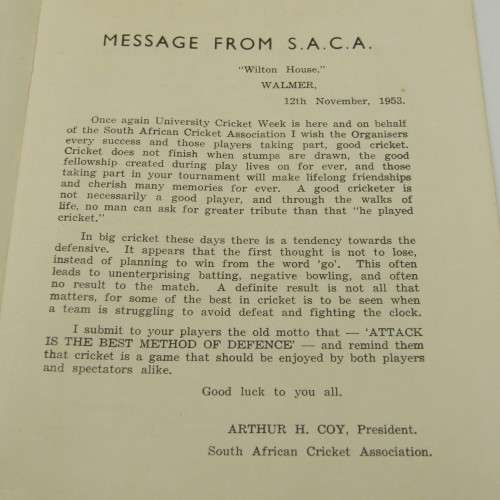 MESSAGE FROM S.A.C.A.
"Wilton House,"
WALMER,
12th November, 1953.
Once again University Cricket Week is here and on behalf
of the South African Cricket Association I wish the Organisers
every success and those players taking part, good cricket.
Cricket does not finish when stumps are drawn, the good
fellowship created during play lives on for ever, and those
taking part in your tournament will make lifelong friendships
and cherish many memories for ever. A good cricketer is
not necessarily a good player, and through the walks of
life, no man can ask for greater tribute than that "he played
cricket."
In big cricket these days there is a tendency towards the
defensive. It appears that the first thought is not to lose,
instead of planning to win from the word 'go'. This often
leads to unenterprising batting, negative bowling, and often
no result to the match. A definite result is not all that
matters, for some of the best in cricket is to be seen when
a team is struggling to avoid defeat and fighting the clock.
I submit to your players the old motto that — 'ATTACK
IS THE BEST METHOD OF DEFENCE' — and remind them
that cricket is a game that should be enjoyed by both players
and spectators alike.
Good luck to you all.
ARTHUR H. COY, President.
South African Cricket Association.